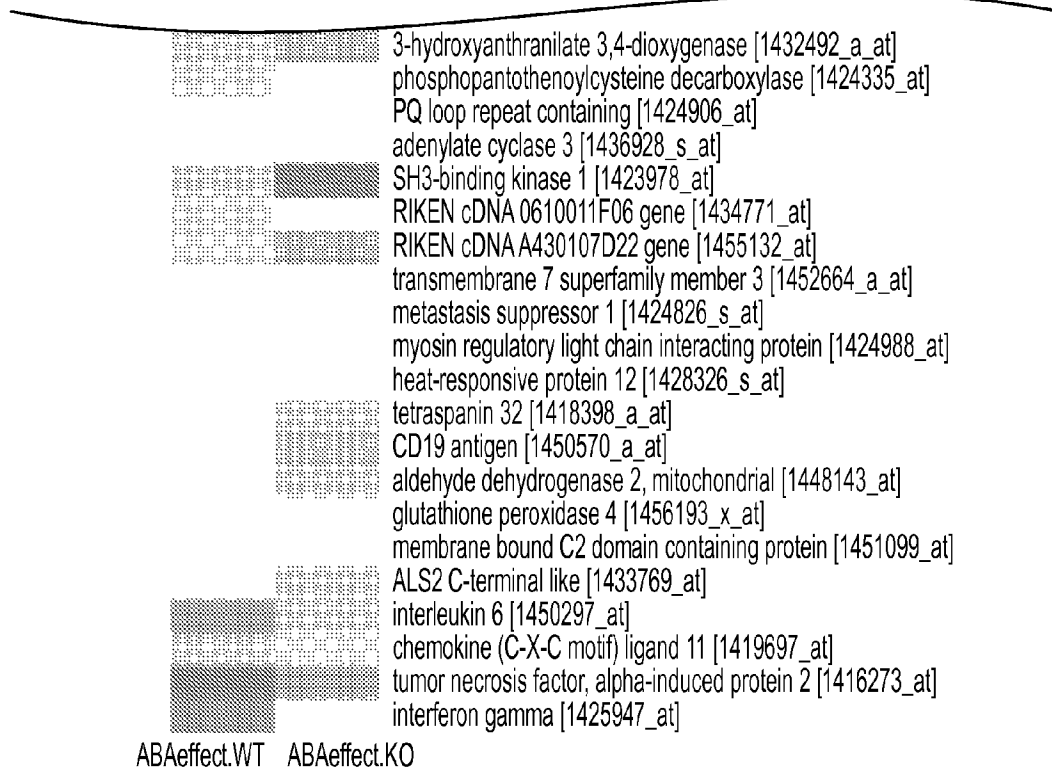 3-hydroxyanthranilate 3,4-dioxygenase [1432492_a_at]
phosphopantothenoylcysteine decarboxylase [1424335_at]
PQ loop repeat containing [1424906_at]
adenylate cyclase 3 [1436928_s_at]
SH3-binding kinase 1 [1423978_at]
RIKEN cDNA 0610011F06 gene [1434771_at]
RIKEN cDNA A430107D22 gene [1455132_at]
transmembrane 7 superfamily member 3 [1452664_a_at]
metastasis suppressor 1 [1424826_s_at]
myosin regulatory light chain interacting protein [1424988_at]
heat-responsive protein 12 [1428326_s_at]
tetraspanin 32 [1418398_a_at]
CD19 antigen [1450570_a_at]
aldehyde dehydrogenase 2, mitochondrial [1448143_at]
glutathione peroxidase 4 [1456193_x_at]
membrane bound C2 domain containing protein [1451099_at]
ALS2 C-terminal like [1433769_at]
interleukin 6 [1450297_at]
chemokine (C-X-C motif) ligand 11 [1419697_at]
tumor necrosis factor, alpha-induced protein 2 [1416273_at]
interferon gamma [1425947_at]
ABAeffect.WT ABAeffect.KO